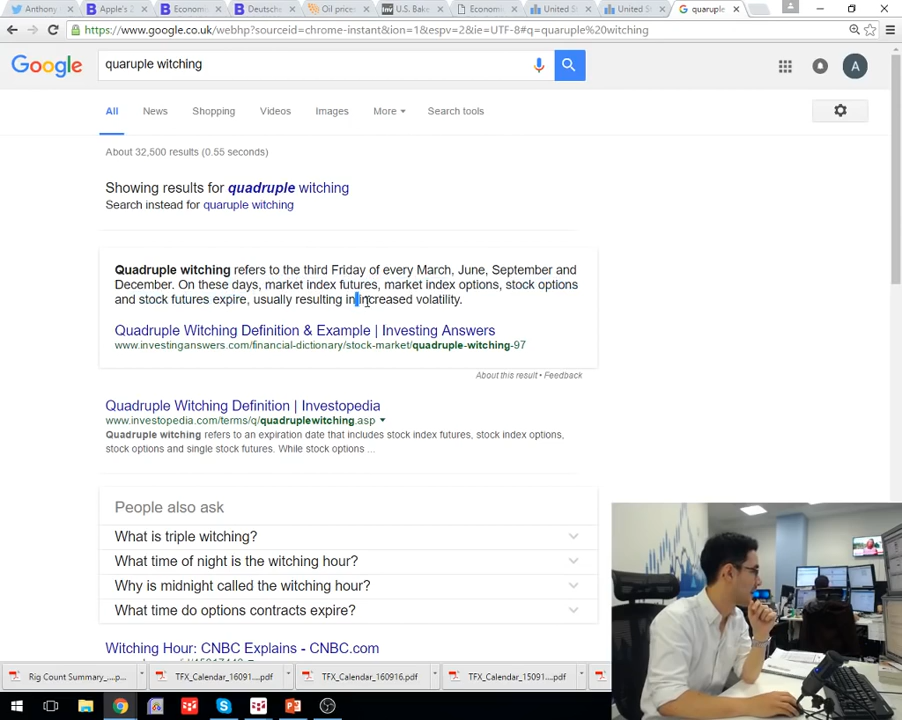 Anthony
Apple's 2
Econom
Deutsche
Oil price
U.S. Bake
Econom
United S
United S
quaruple
https://www.google.co.uk/webhp?sourceid=chrome-instant&ion=1&espv=2&ie=UTF-8#q=quaruple%20witching
Google
quaruple witching
A
All News Shopping Videos Images More Search tools
About 32,500 results (0.55 seconds)
Showing results for quadruple witching
Search instead for quaruple witching
Quadruple witching refers to the third Friday of every March, June, September and
December. On these days, market index futures, market index options, stock options
and stock futures expire, usually resulting in increased volatility.
Quadruple Witching Definition & Example | Investing Answers
www.investinganswers.com/financial-dictionary/stock-market/quadruple-witching-97
About this result • Feedback
Quadruple Witching Definition | Investopedia
www.investopedia.com/terms/q/quadruplewitching.asp
Quadruple witching refers to an expiration date that includes stock index futures, stock index options,
stock options and single stock futures. While stock options ...
People also ask
What is triple witching?
What time of night is the witching hour?
Why is midnight called the witching hour?
What time do options contracts expire?
Witching Hour: CNBC Explains - CNBC.com
Rig Count Summary_....p...
TFX_Calendar_16091....pdf
TFX_Calendar_160916.pdf
TFX_Calendar_15091....pdf